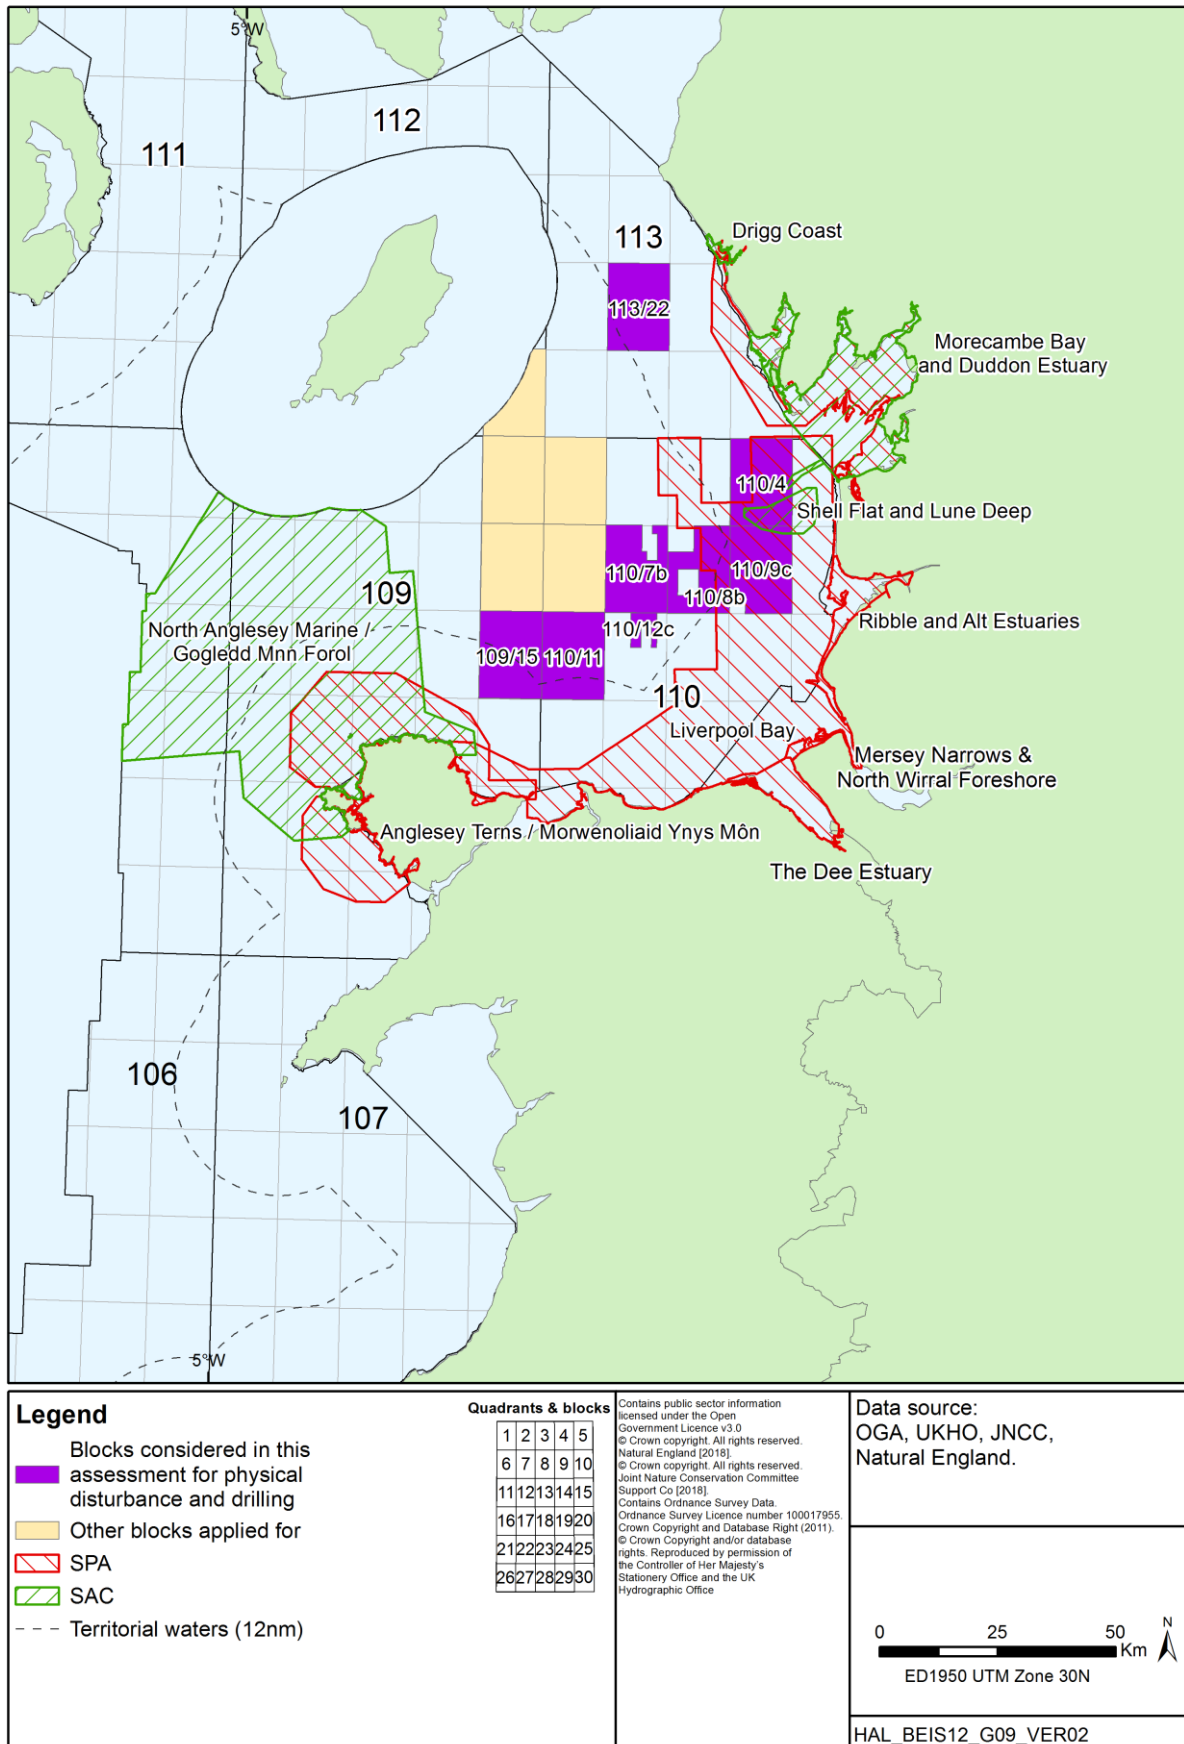 5°W
112
111
Drigg Coast
113
113/22
Morecambe Bay
and Duddon Estuary
110/4
Shell Flat and Lune Deep
110/7b
110/9c
109
110/8b
Ribble and Alt Estuaries
North Anglesey Marine /
Gogledd Mnn Forol
110/12c
109/15
110/11
110
Liverpool Bay
Mersey Narrows &
North Wirral Foreshore
Anglesey Terns / Morwenoliaid Ynys Môn
The Dee Estuary
106
107
5°W
Legend
Blocks considered in this
assessment for physical
disturbance and drilling
Other blocks applied for
SPA
SAC
Territorial waters (12nm)
Quadrants & blocks
1 2 3 4 5
6 7 8 9 10
11 12 13 14 15
16 17 18 19 20
21 22 23 24 25
26 27 28 29 30
Contains public sector information
licensed under the Open
Government Licence v3.0
© Crown copyright. All rights reserved.
Natural England [2018].
© Crown copyright. All rights reserved.
Joint Nature Conservation Committee
Support Co [2018].
Contains Ordnance Survey Data.
Ordnance Survey Licence number 100017955.
Crown Copyright and Database Right (2011).
© Crown Copyright and/or database
rights. Reproduced by permission of
the Controller of Her Majesty's
Stationery Office and the UK
Hydrographic Office
Data source:
OGA, UKHO, JNCC,
Natural England.
0 25 50
Km
N
ED1950 UTM Zone 30N
HAL_BEIS12_G09_VER02